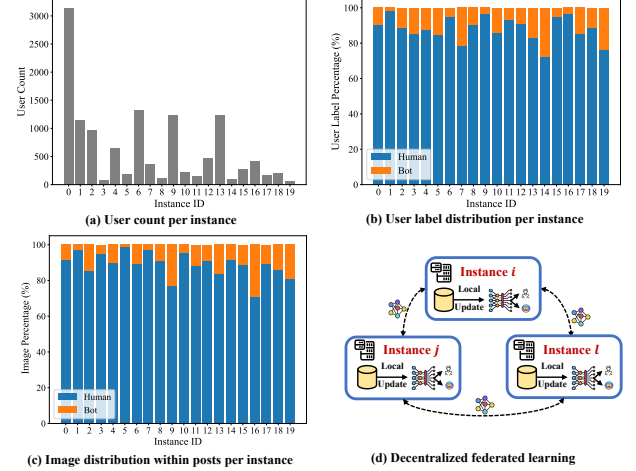 3000
2500
2000
1500
1000
500
0
User Count
0 1 2 3 4 5 6 7 8 9 10 11 12 13 14 15 16 17 18 19
Instance ID
(a) User count per instance
100
80
60
40
20
0
User Label Percentage (%)
Human
Bot
0 1 2 3 4 5 6 7 8 9 10 11 12 13 14 15 16 17 18 19
Instance ID
(b) User label distribution per instance
100
80
60
40
20
0
Image Percentage (%)
Human
Bot
0 1 2 3 4 5 6 7 8 9 10 11 12 13 14 15 16 17 18 19
Instance ID
(c) Image distribution within posts per instance
Instance i
Local
Update
Instance j
Local
Update
Instance l
Local
Update
(d) Decentralized federated learning